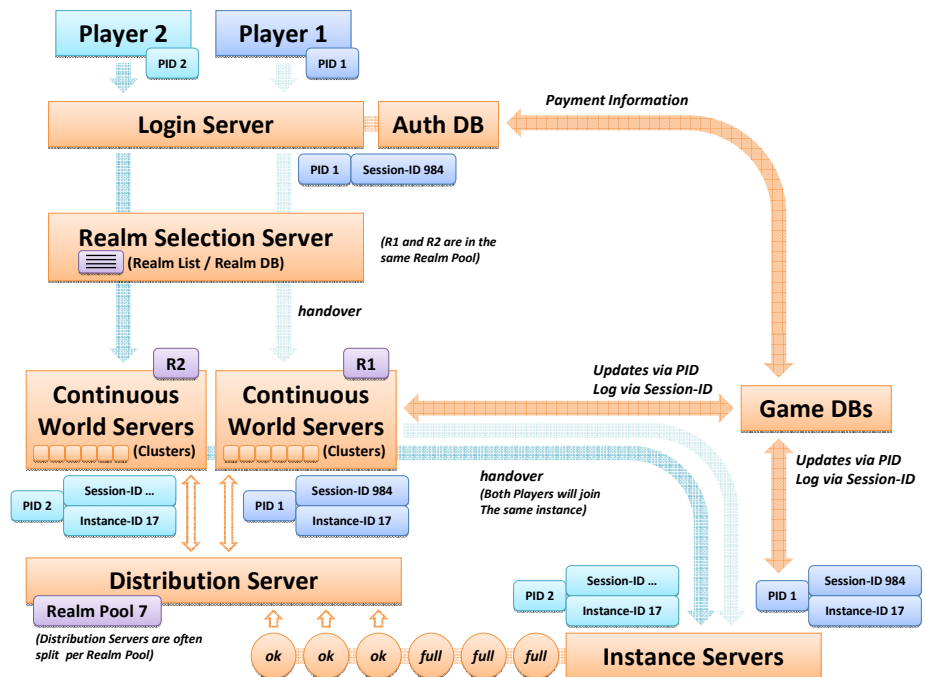 Player 2
PID 2
Player 1
PID 1
Payment Information
Login Server
Auth DB
PID 1
Session-ID 984
Realm Selection Server
(Realm List / Realm DB)
(R1 and R2 are in the
same Realm Pool)
handover
R2
R1
Continuous
World Servers
(Clusters)
Continuous
World Servers
(Clusters)
Updates via PID
Log via Session-ID
Game DBs
Updates via PID
Log via Session-ID
handover
(Both Players will join
The same instance)
PID 2
Session-ID ...
Instance-ID 17
PID 1
Session-ID 984
Instance-ID 17
Distribution Server
Realm Pool 7
(Distribution Servers are often
split per Realm Pool)
PID 2
Session-ID ...
Instance-ID 17
PID 1
Session-ID 984
Instance-ID 17
ok
ok
ok
full
full
full
Instance Servers